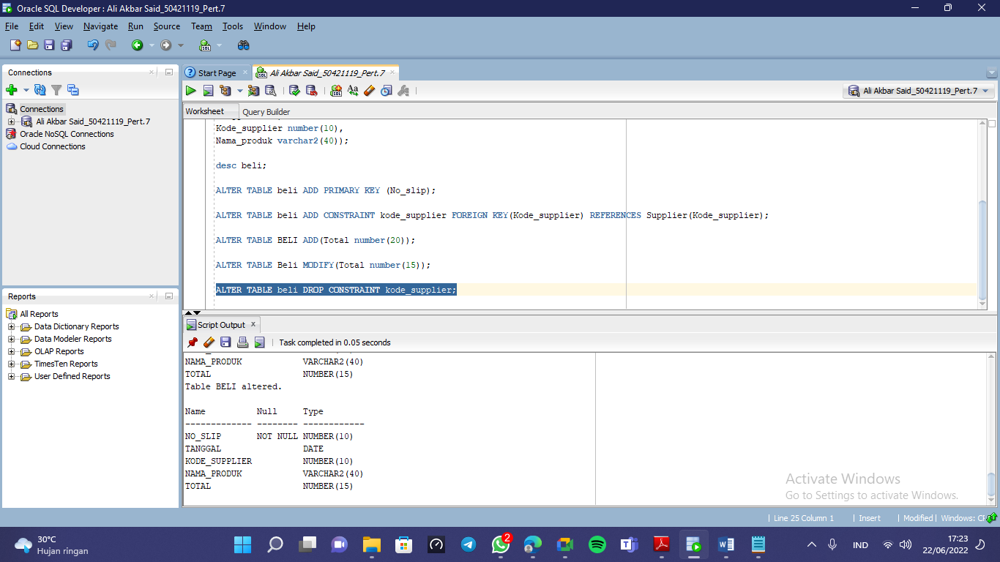 Oracle SQL Developer : Ali Akbar Said_50421119_Pert.7
File Edit View Navigate Run Source Team Tools Window Help
Connections
Connections
Ali Akbar Said_50421119_Pert.7
Oracle NoSQL Connections
Cloud Connections
Reports
All Reports
Data Dictionary Reports
Data Modeler Reports
OLAP Reports
TimesTen Reports
User Defined Reports
Start Page
Ali Akbar Said_50421119_Pert.7
Ali Akbar Said_50421119_Pert.7
Worksheet Query Builder
Kode_supplier number(10),
Nama_produk varchar2(40));
desc beli;
ALTER TABLE beli ADD PRIMARY KEY (No_slip);
ALTER TABLE beli ADD CONSTRAINT kode_supplier FOREIGN KEY(Kode_supplier) REFERENCES Supplier(Kode_supplier);
ALTER TABLE BELI ADD(Total number(20));
ALTER TABLE Beli MODIFY(Total number(15));
ALTER TABLE beli DROP CONSTRAINT kode_supplier;
Script Output
Task completed in 0.05 seconds
NAMA_PRODUK VARCHAR2(40)
TOTAL NUMBER(15)
Table BELI altered.
Name Null Type
------------- -------- ------------
NO_SLIP NOT NULL NUMBER(10)
TANGGAL DATE
KODE_SUPPLIER NUMBER(10)
NAMA_PRODUK VARCHAR2(40)
TOTAL NUMBER(15)
Activate Windows
Go to Settings to activate Windows.
Line 25 Column 1 Insert Modified Windows:
30°C
Hujan ringan
2
IND
17:23
22/06/2022